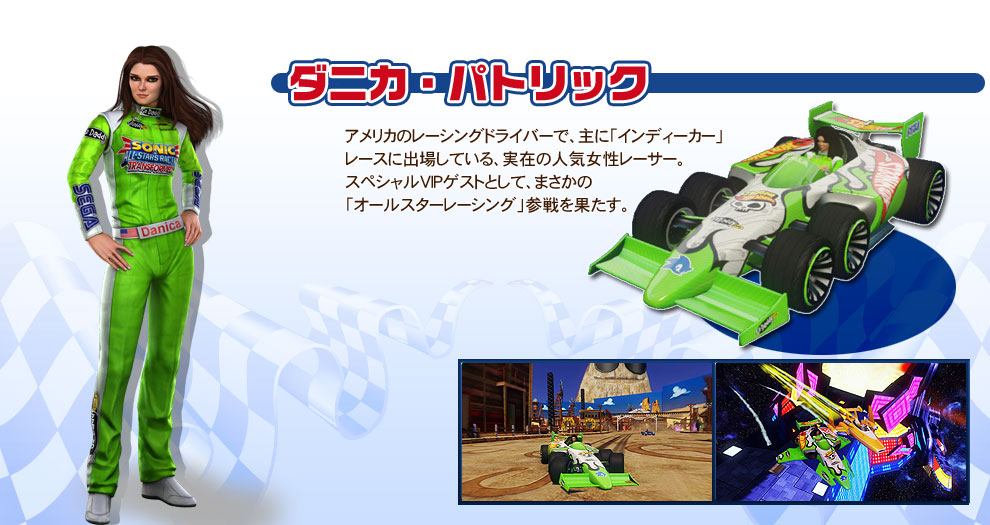 ダニカ・パトリック
アメリカのレーシングドライバーで、主に「インディーカー」
レースに出場している、実在の人気女性レーサー。
スペシャルVIPゲストとして、まさかの
「オールスターレーシング」参戦を果たす。
SONIC
ALL-STARS RACING
TRANSFORMED
SEGA
Danica
SEGA